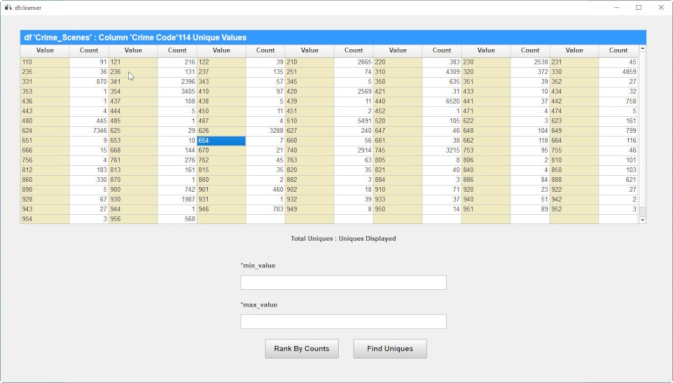 dfcleanser
df 'Crime_Scenes' : Column 'Crime Code'114 Unique Values
Value Count Value Count Value Count Value Count Value Count Value Count Value Count
110 91 121 216 122 39 210 2665 220 383 230 2538 231 45
235 36 236 131 237 135 251 74 310 4309 320 372 330 4859
331 870 341 2396 343 57 345 5 350 635 351 39 352 27
353 1 354 3405 410 97 420 2569 421 31 433 10 434 32
436 1 437 108 438 5 439 11 440 6520 441 37 442 758
443 4 444 5 450 11 451 2 452 1 471 4 474 5
480 445 485 1 487 4 510 5491 520 105 622 3 623 161
624 7346 625 29 626 3288 627 240 647 46 648 104 649 799
651 9 653 10 654 7 660 56 661 38 662 118 664 116
666 15 668 144 670 21 740 2914 745 3215 753 95 755 46
756 4 761 276 762 45 763 63 805 8 806 2 810 101
812 183 813 161 815 35 820 35 821 40 840 4 850 103
860 330 870 1 880 2 882 3 884 3 886 84 888 621
890 5 900 742 901 460 902 18 910 71 920 23 922 27
928 67 930 1987 931 1 932 39 933 37 940 51 942 2
943 27 944 1 946 783 949 8 950 14 951 89 952 3
954 3 956 568
Total Uniques : Uniques Displayed
*min_value
*max_value
Rank By Counts Find Uniques